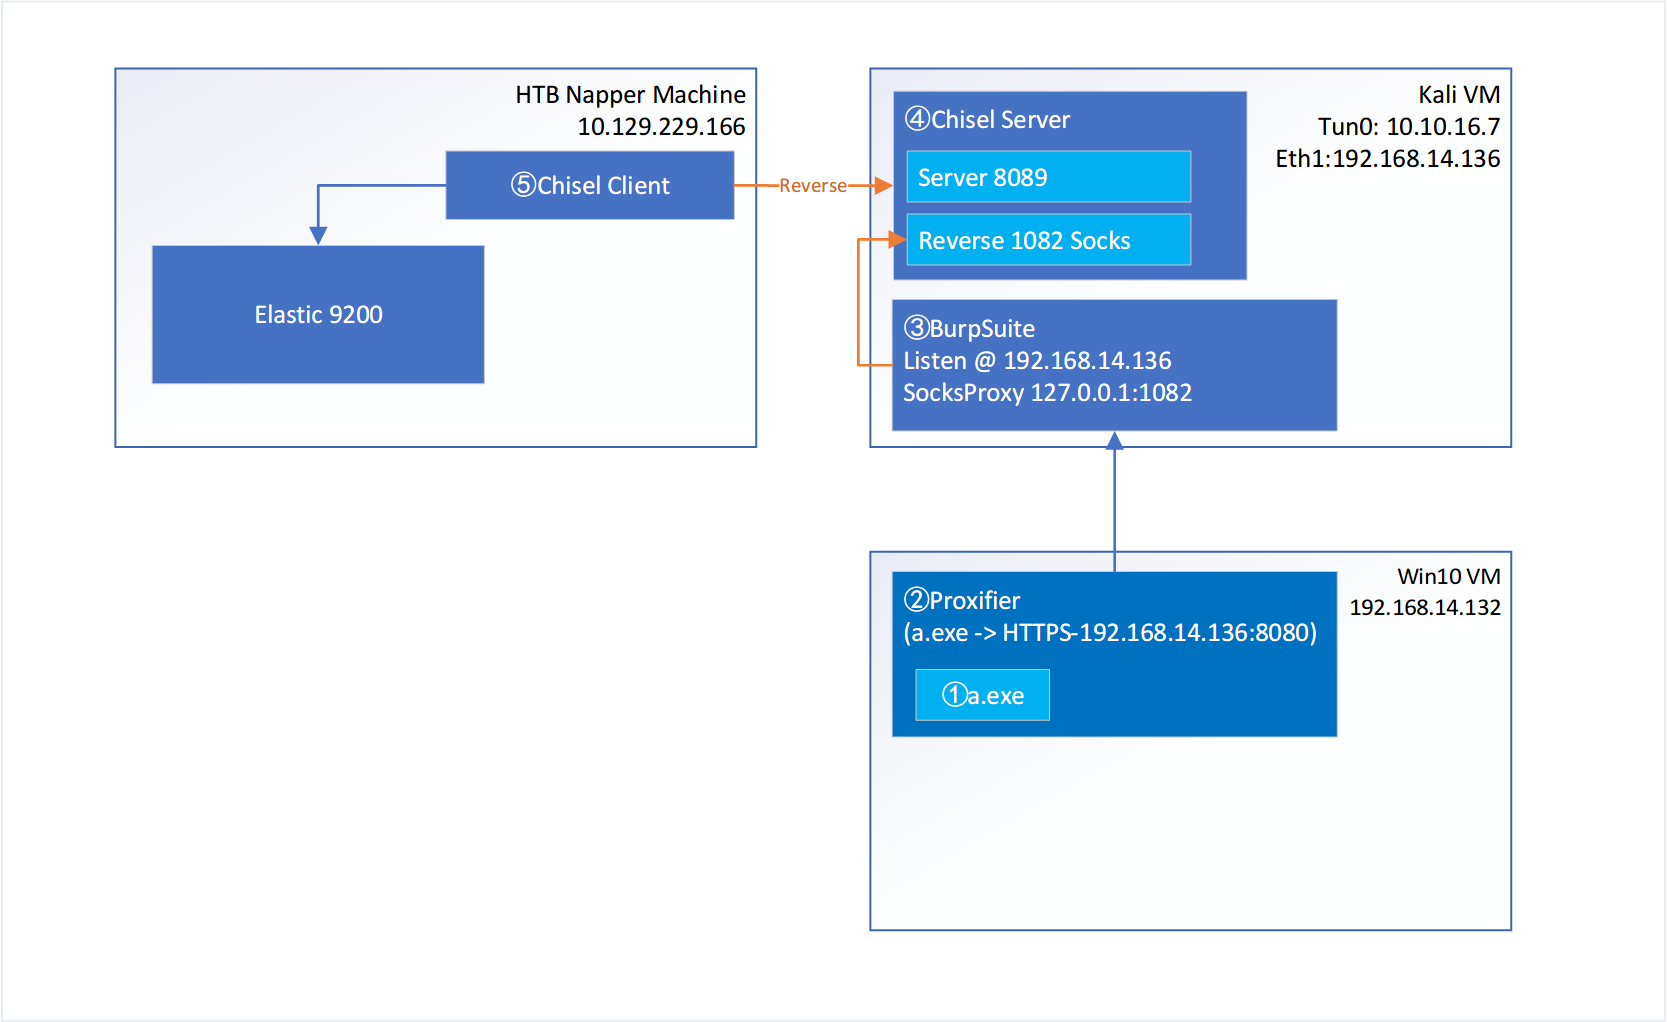 HTB Napper Machine
10.129.229.166
⑤Chisel Client
Elastic 9200
Reverse
Kali VM
Tun0: 10.10.16.7
Eth1:192.168.14.136
④Chisel Server
Server 8089
Reverse 1082 Socks
③BurpSuite
Listen @ 192.168.14.136
SocksProxy 127.0.0.1:1082
Win10 VM
192.168.14.132
②Proxifier
(a.exe -> HTTPS-192.168.14.136:8080)
①a.exe